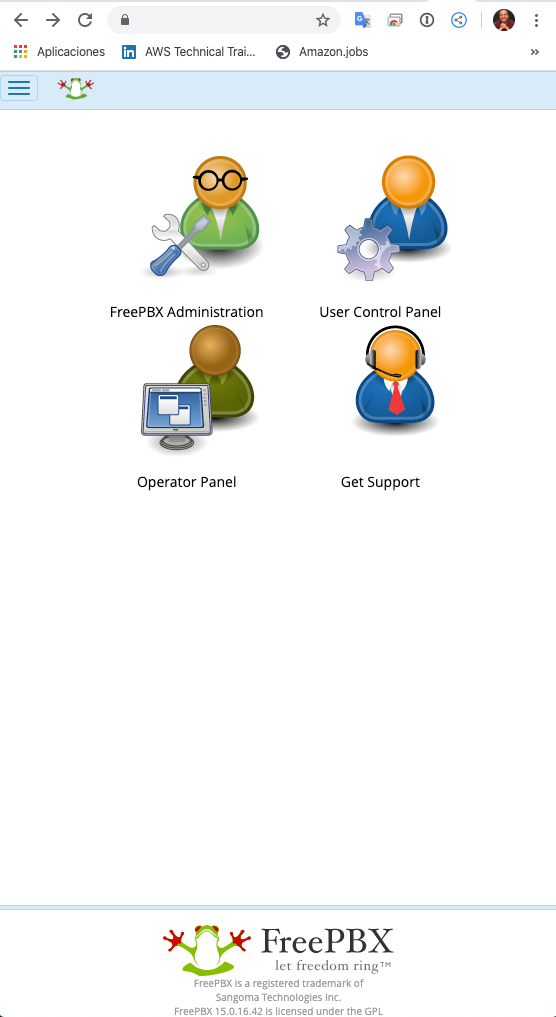 Aplicaciones
AWS Technical Trai...
Amazon.jobs
»
FreePBX Administration
User Control Panel
Operator Panel
Get Support
FreePBX
let freedom ring™
FreePBX is a registered trademark of
Sangoma Technologies Inc.
FreePBX 15.0.16.42 is licensed under the GPL